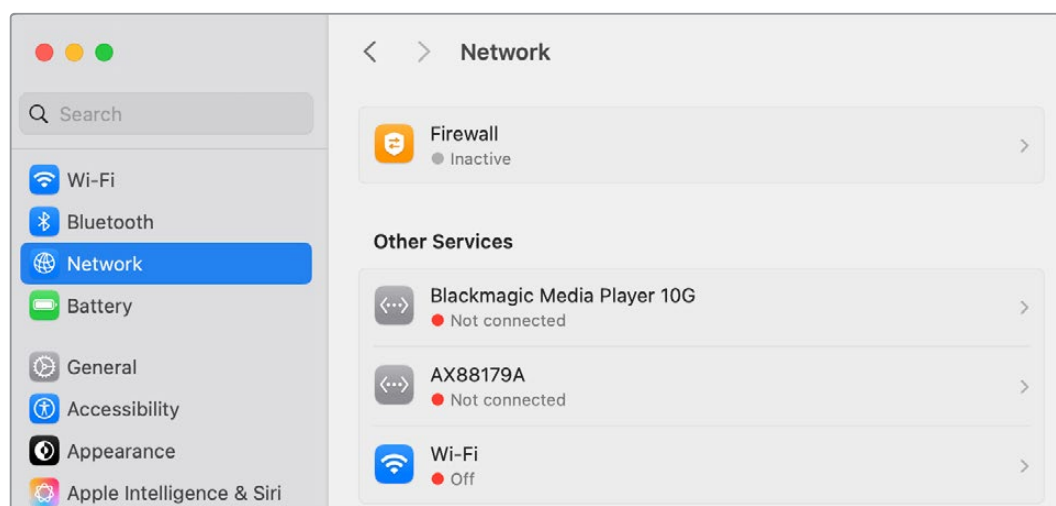 Search
Wi-Fi
Bluetooth
Network
Battery
General
Accessibility
Appearance
Apple Intelligence & Siri
Network
Firewall
Inactive
Other Services
Blackmagic Media Player 10G
Not connected
AX88179A
Not connected
Wi-Fi
Off